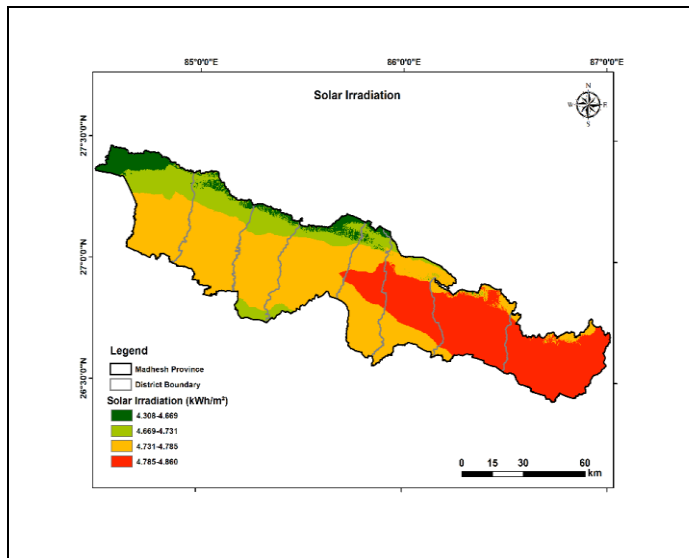 85°0'0"E 86°0'0"E 87°0'0"E
Solar Irradiation
N
W E
S
27°30'0"N
27°0'0"N
26°30'0"N
Legend
Madhesh Province
District Boundary
Solar Irradiation (kWh/m²)
4.308-4.669
4.669-4.731
4.731-4.785
4.785-4.860
0 15 30 60
km